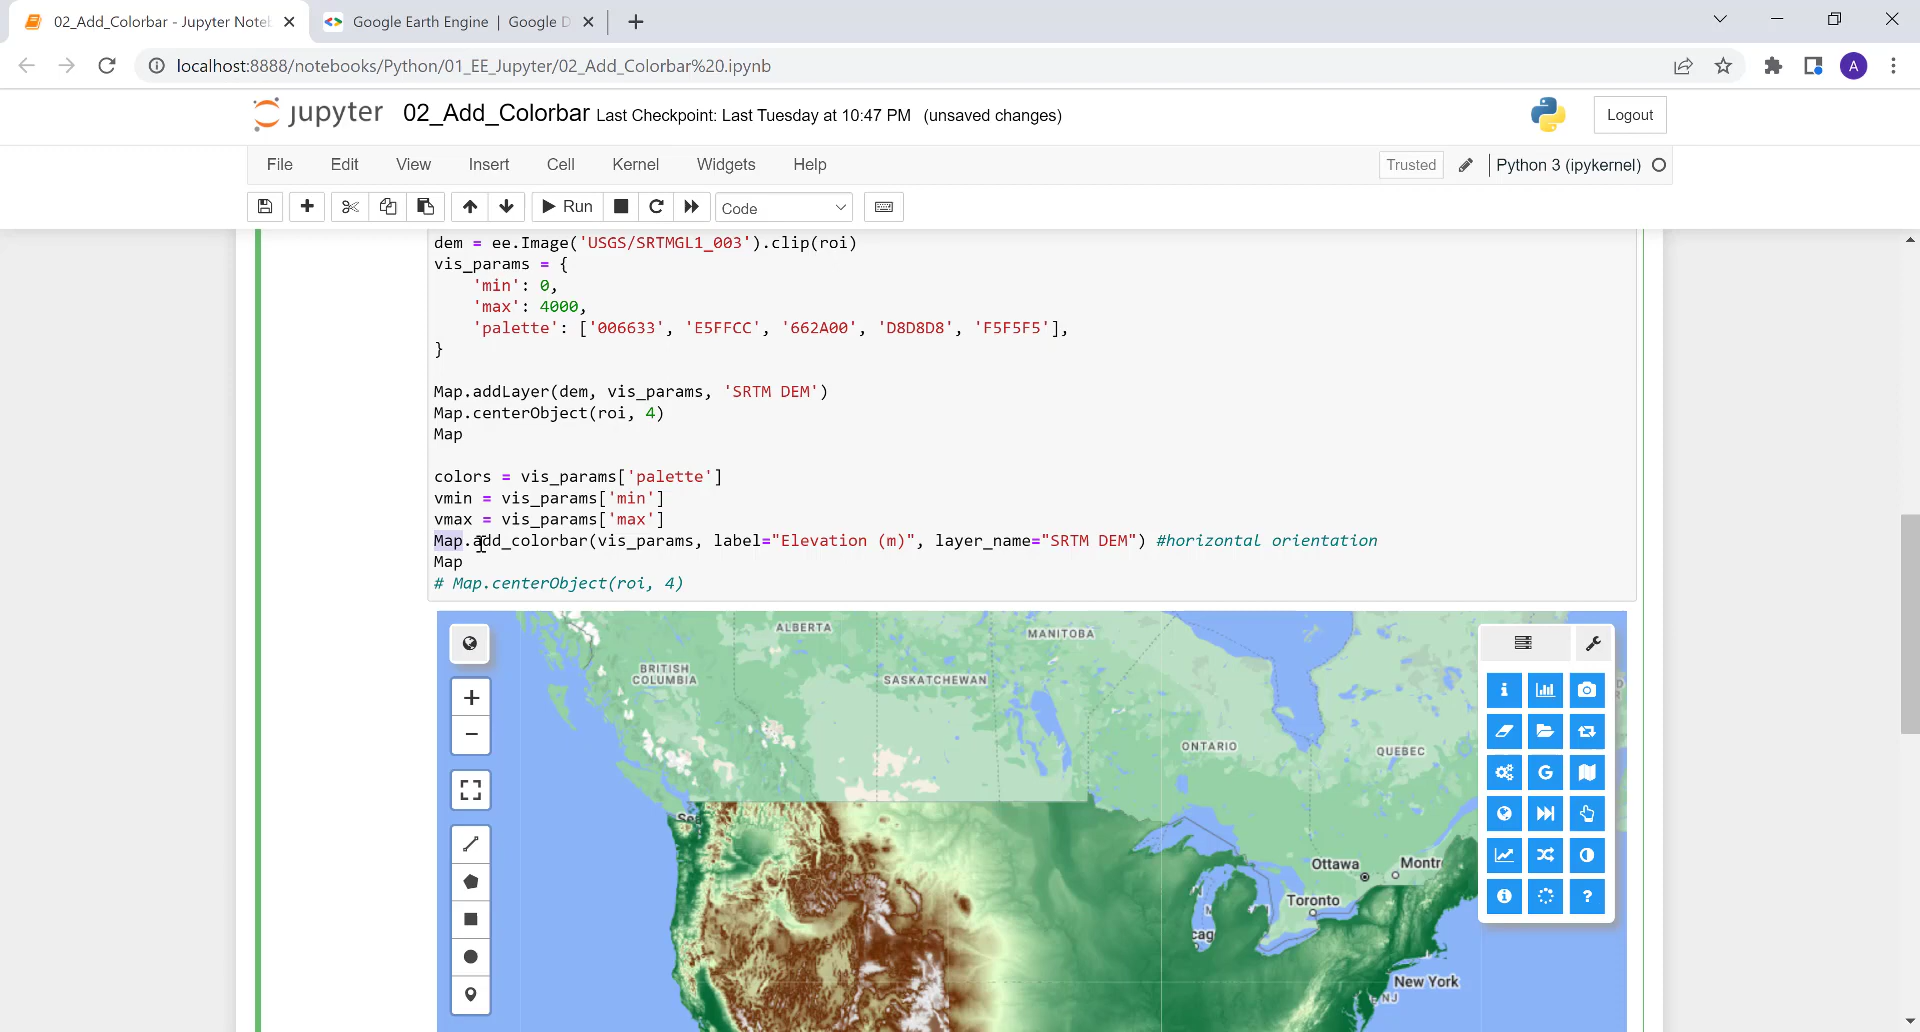 02_Add_Colorbar - Jupyter Note
Google Earth Engine | Google D
localhost:8888/notebooks/Python/01_EE_Jupyter/02_Add_Colorbar%20.ipynb
A
jupyter 02_Add_Colorbar Last Checkpoint: Last Tuesday at 10:47 PM (unsaved changes)
Logout
File Edit View Insert Cell Kernel Widgets Help
Trusted Python 3 (ipykernel)
Run Code
dem = ee.Image('USGS/SRTMGL1_003').clip(roi)
vis_params = {
'min': 0,
'max': 4000,
'palette': ['006633', 'E5FFCC', '662A00', 'D8D8D8', 'F5F5F5'],
}
Map.addLayer(dem, vis_params, 'SRTM DEM')
Map.centerObject(roi, 4)
Map
colors = vis_params['palette']
vmin = vis_params['min']
vmax = vis_params['max']
Map.add_colorbar(vis_params, label="Elevation (m)", layer_name="SRTM DEM") #horizontal orientation
Map
# Map.centerObject(roi, 4)
ALBERTA
MANITOBA
BRITISH
COLUMBIA
SASKATCHEWAN
ONTARIO
QUEBEC
Sea
Ottawa
Montr
Toronto
cag
New York
NJ